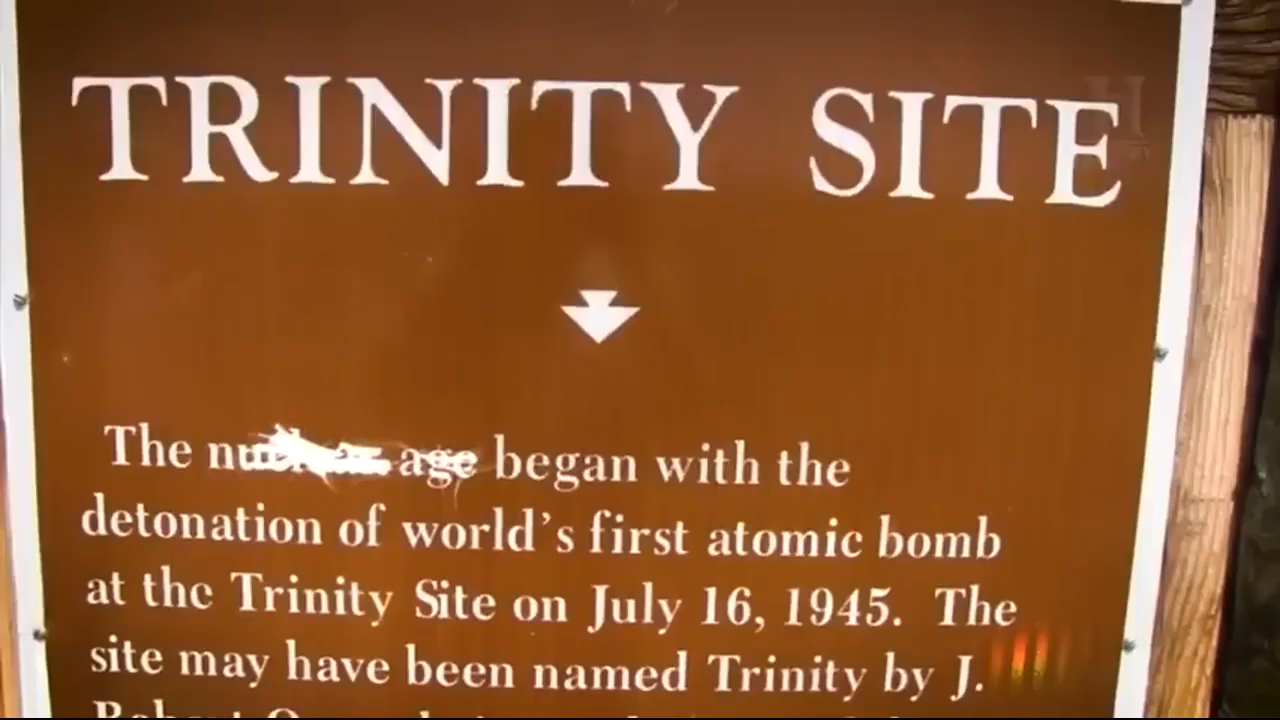 TRINITY SITE
The nuclear age began with the
detonation of world's first atomic bomb
at the Trinity Site on July 16, 1945. The
site may have been named Trinity by J.